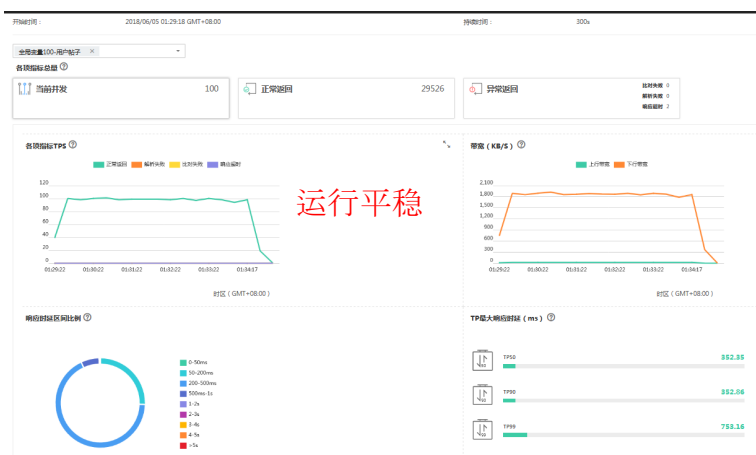 开始时间： 2018/06/05 01:29:18 GMT+08:00 持续时间： 300s
全局变量100-用户帖子 ×
各项指标总量 ?
当前并发 100 正常返回 29526 异常返回 比对失败 0
解析失败 0
响应超时 2
各项指标TPS ? 带宽（KB/S） ?
正常返回 解析失败 比对失败 响应超时 上行带宽 下行带宽
运行平稳
120 2,100
100 1,800
80 1,500
60 1,200
40 900
20 600
0 300
0
01:29:22 01:30:22 01:31:22 01:32:22 01:33:22 01:34:17 01:29:22 01:30:22 01:31:22 01:32:22 01:33:22 01:34:17
时区（GMT+08:00） 时区（GMT+08:00）
响应时延区间比例 ? TP最大响应时延（ms） ?
0-50ms
50-200ms
200-500ms
500ms-1s
1-2s
2-3s
3-4s
4-5s
>5s
TP50 352.35
50
TP90 352.86
90
TP99 753.16
99